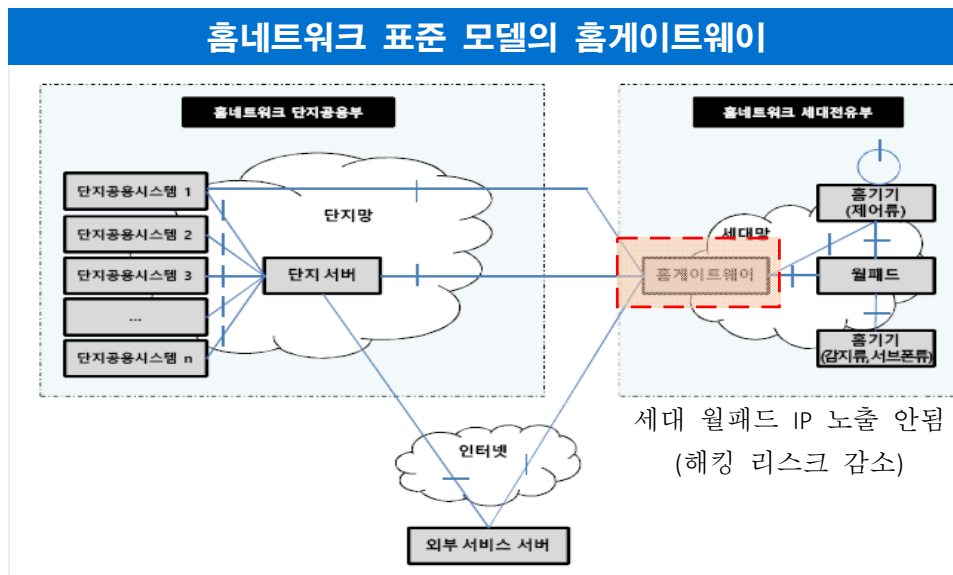 홈네트워크 표준 모델의 홈게이트웨이
홈네트워크 단지공용부
홈네트워크 세대전유부
단지공용시스템 1
단지공용시스템 2
단지공용시스템 3
...
단지공용시스템 n
단지망
단지 서버
세대망
홈게이트웨이
홈기기
(제어류)
월패드
홈기기
(감지류,서브폰류)
세대 월패드 IP 노출 안됨
(해킹 리스크 감소)
인터넷
외부 서비스 서버